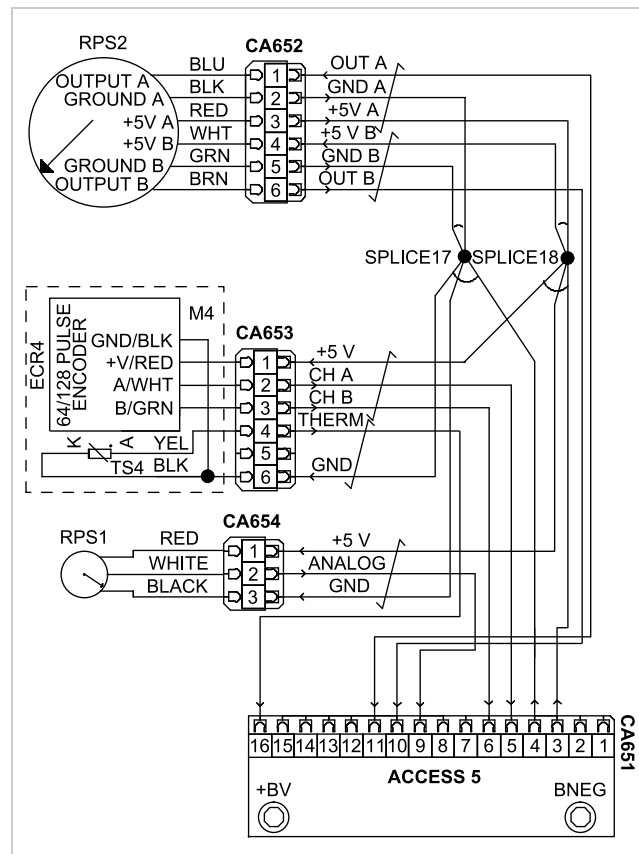 RPS2
CA652
OUTPUT A
GROUND A
+5V A
+5V B
GROUND B
OUTPUT B
BLU
BLK
RED
WHT
GRN
BRN
1
2
3
4
5
6
OUT A
GND A
+5V A
+5 V B
GND B
OUT B
SPLICE17
SPLICE18
ECR4
M4
64/128 PULSE
ENCODER
GND/BLK
+V/RED
A/WHT
B/GRN
K
A
TS4
YEL
BLK
CA653
1
2
3
4
5
6
+5 V
CH A
CH B
THERM
GND
RPS1
RED
WHITE
BLACK
CA654
1
2
3
+5 V
ANALOG
GND
CA651
16 15 14 13 12 11 10 9 8 7 6 5 4 3 2 1
ACCESS 5
+BV
BNEG